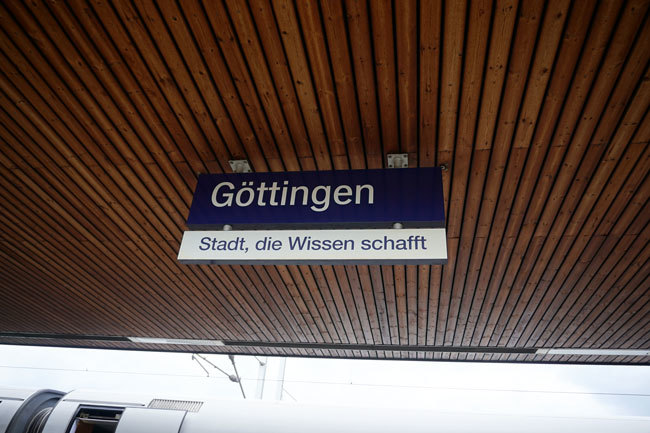 Göttingen
Stadt, die Wissen schafft